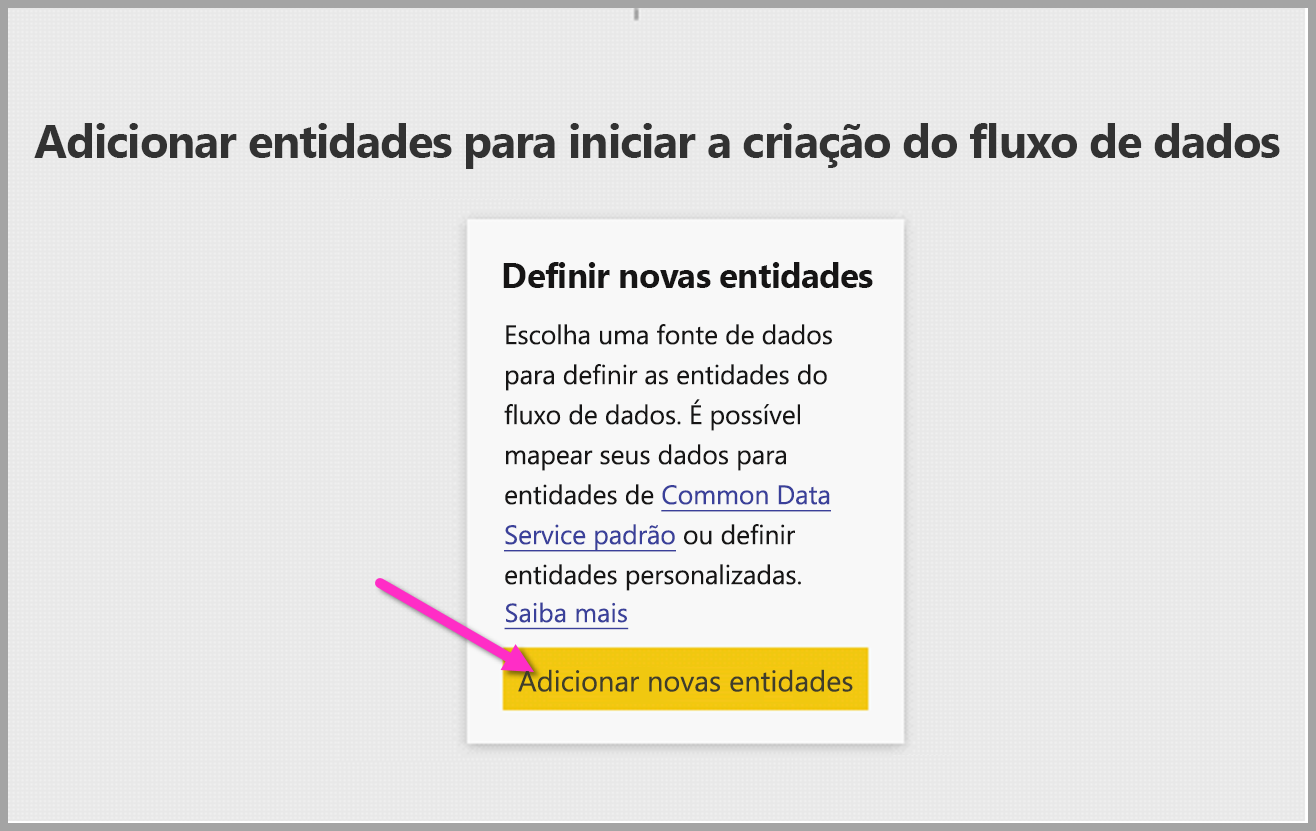 Adicionar entidades para iniciar a criação do fluxo de dados
Definir novas entidades
Escolha uma fonte de dados
para definir as entidades do
fluxo de dados. É possível
mapear seus dados para
entidades de Common Data
Service padrão ou definir
entidades personalizadas.
Saiba mais
Adicionar novas entidades